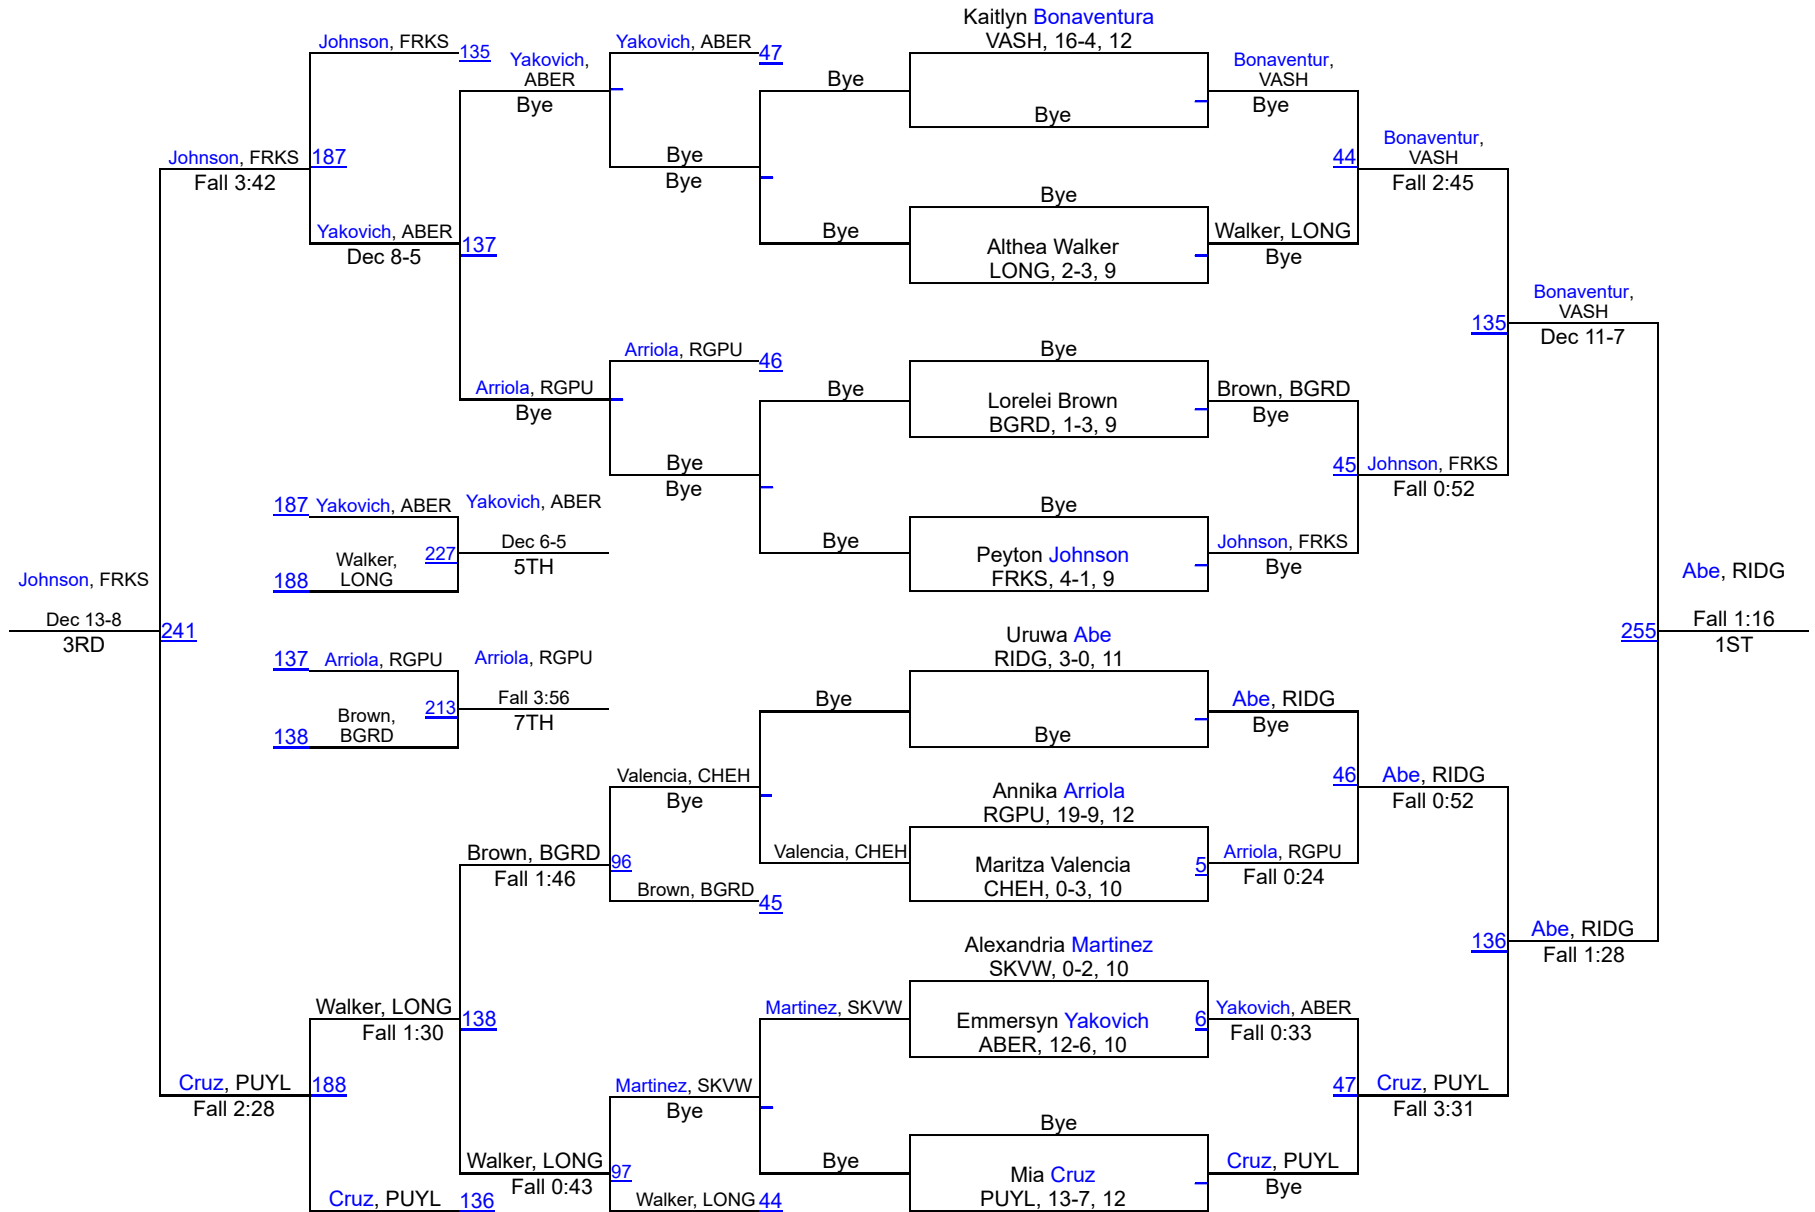 Kaitlyn Bonaventura
VASH, 16-4, 12
Johnson, FRKS
135
Yakovich, ABER
47
Yakovich,
ABER
Bye
Bye
Bye
Bonaventur,
VASH
Bye
Bonaventur,
VASH
44
Fall 2:45
Johnson, FRKS
187
Fall 3:42
Bye
Bye
Bye
Yakovich, ABER
137
Dec 8-5
Bye
Althea Walker
LONG, 2-3, 9
Walker, LONG
Bye
Bonaventur,
VASH
135
Dec 11-7
Arriola, RGPU
46
Bye
Arriola, RGPU
Bye
Bye
Lorelei Brown
BGRD, 1-3, 9
Brown, BGRD
Bye
Bye
Bye
45
Johnson, FRKS
Fall 0:52
187
Yakovich, ABER
Yakovich, ABER
Bye
Walker,
LONG
227
Dec 6-5
5TH
188
Bye
Peyton Johnson
FRKS, 4-1, 9
Johnson, FRKS
Bye
Johnson, FRKS
Dec 13-8
3RD
241
Abe, RIDG
255
Fall 1:16
1ST
Uruwa Abe
RIDG, 3-0, 11
137
Arriola, RGPU
Arriola, RGPU
Brown,
BGRD
213
Fall 3:56
7TH
138
Bye
Bye
Abe, RIDG
Bye
Valencia, CHEH
Bye
46
Abe, RIDG
Fall 0:52
Annika Arriola
RGPU, 19-9, 12
Brown, BGRD
96
Fall 1:46
Valencia, CHEH
Maritza Valencia
CHEH, 0-3, 10
5
Arriola, RGPU
Fall 0:24
Brown, BGRD
45
Alexandria Martinez
SKVW, 0-2, 10
136
Abe, RIDG
Fall 1:28
Walker, LONG
138
Fall 1:30
Martinez, SKVW
Emmersyn Yakovich
ABER, 12-6, 10
6
Yakovich, ABER
Fall 0:33
Cruz, PUYL
188
Fall 2:28
Martinez, SKVW
Bye
47
Cruz, PUYL
Fall 3:31
Bye
Walker, LONG
97
Fall 0:43
Bye
Mia Cruz
PUYL, 13-7, 12
Cruz, PUYL
Bye
Cruz, PUYL
136
Walker, LONG
44